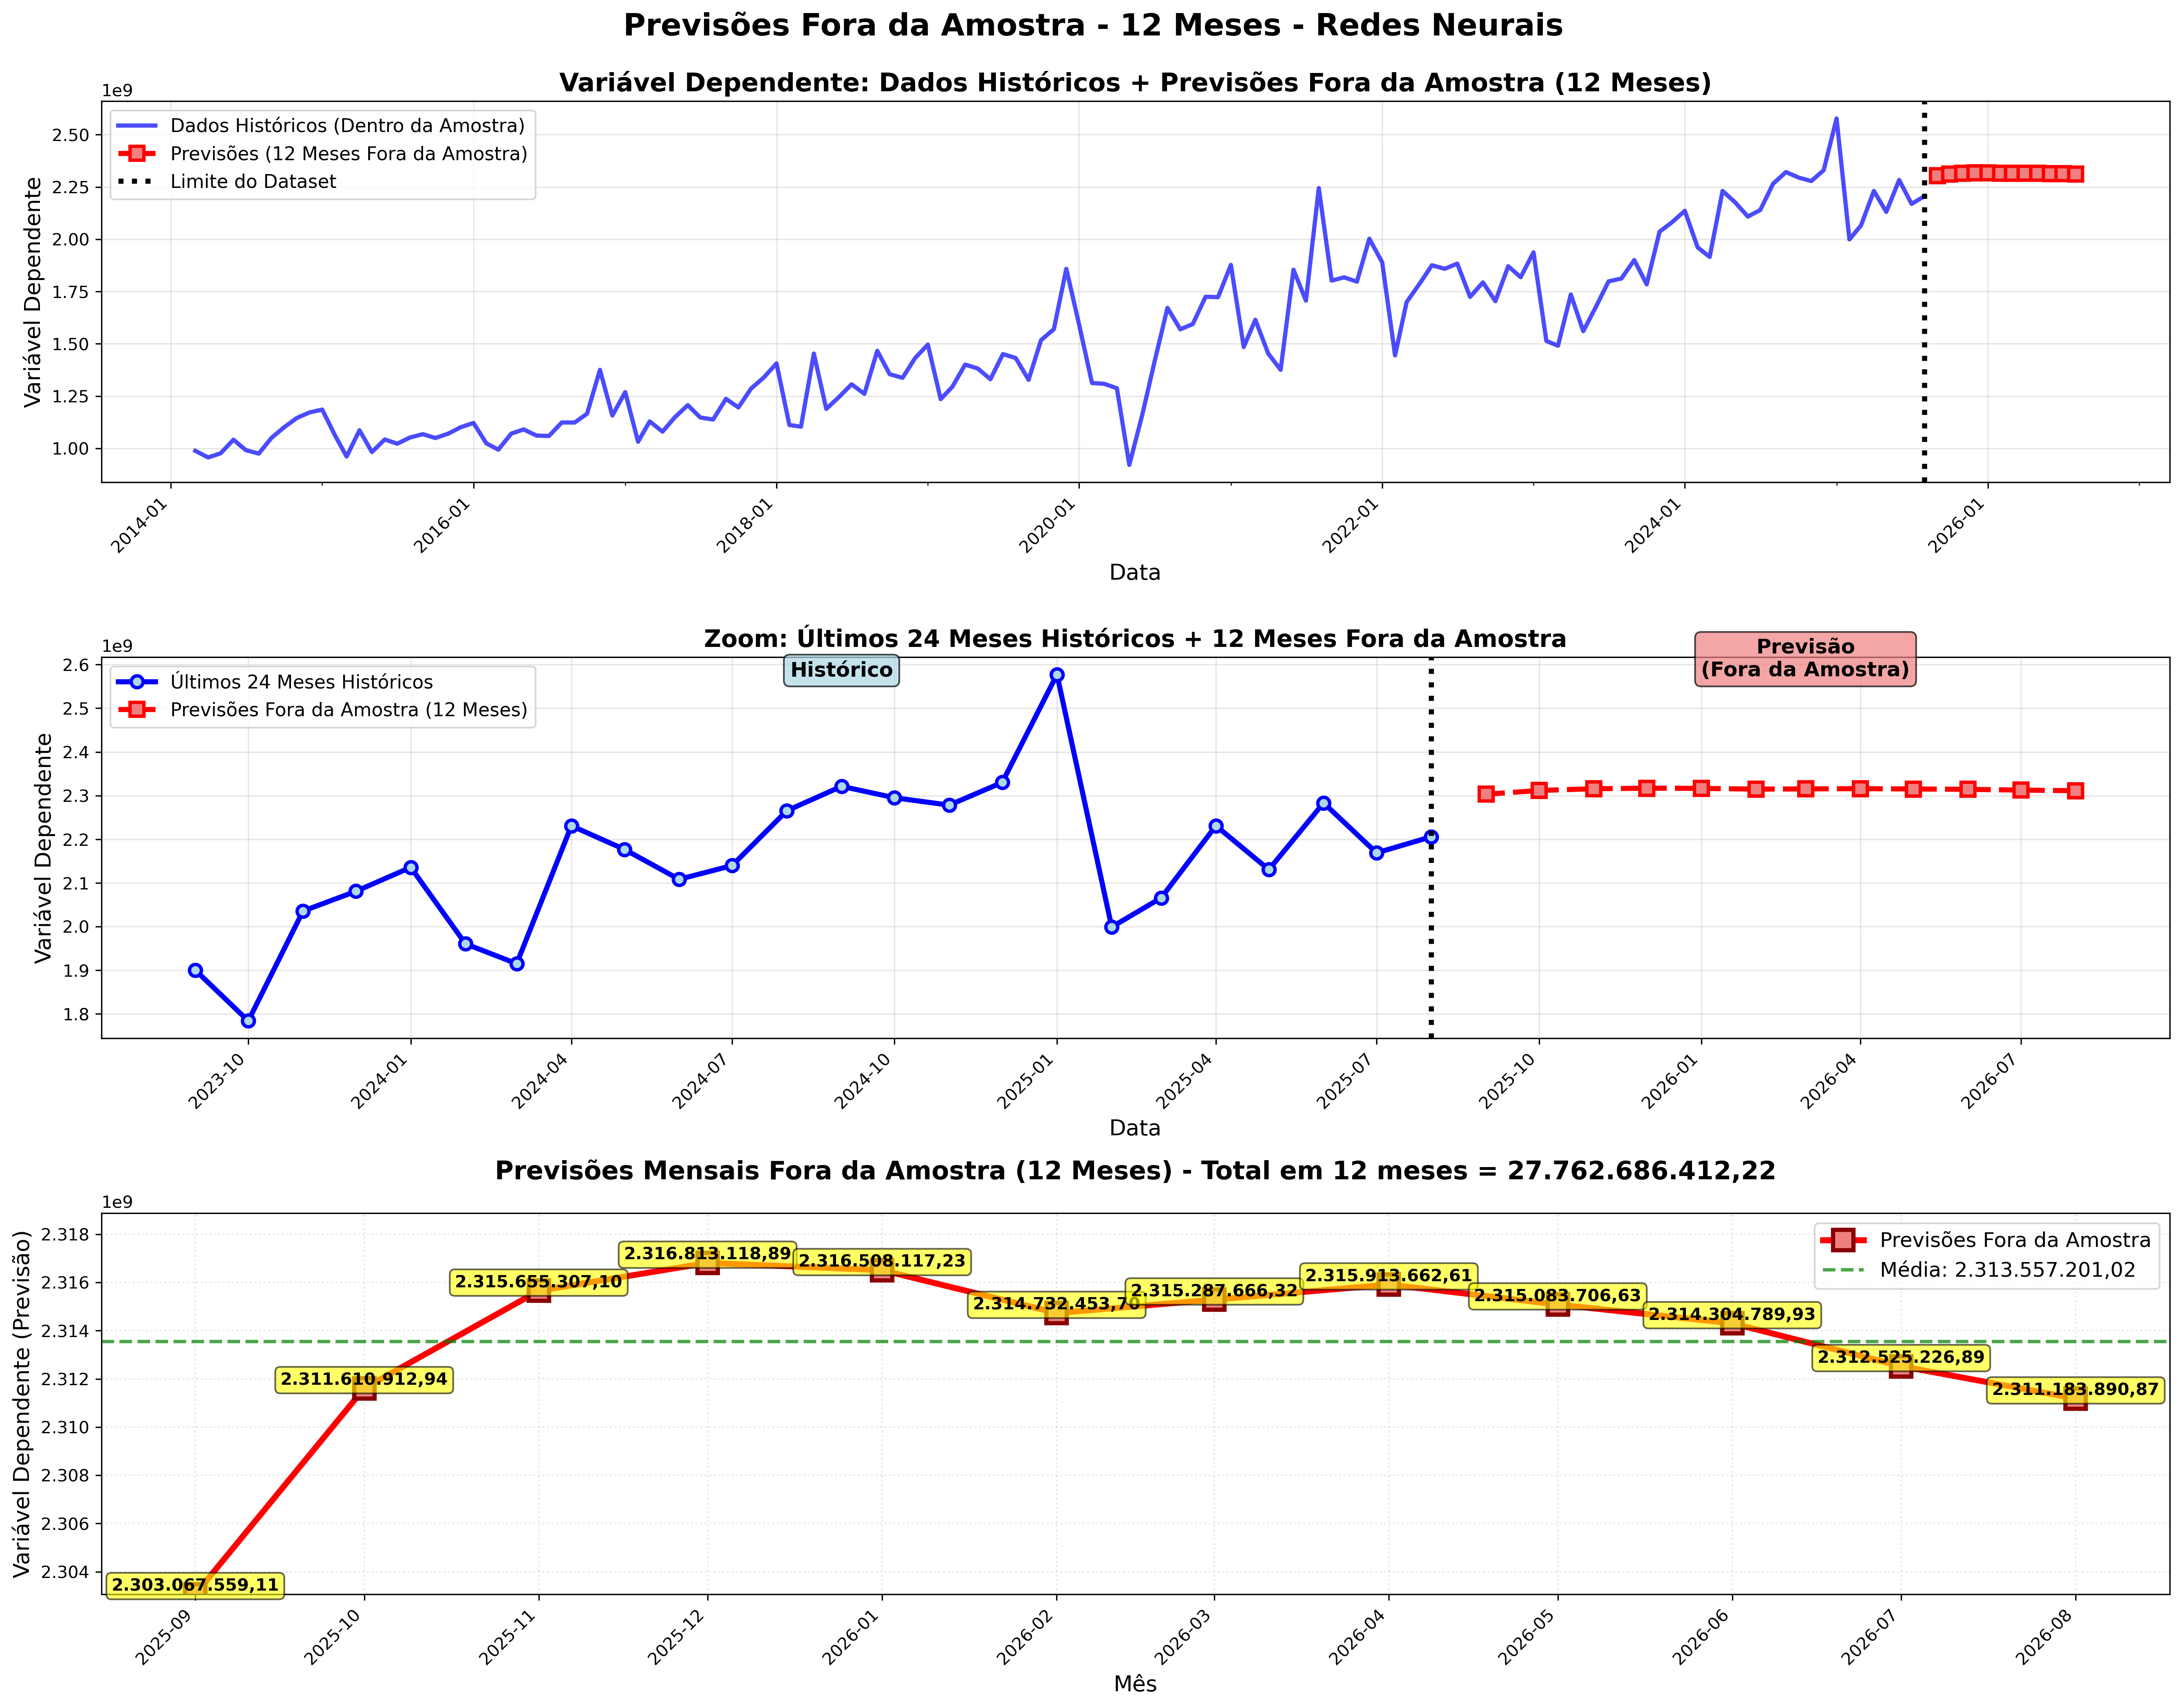 Previsões Fora da Amostra - 12 Meses - Redes Neurais
Variável Dependente: Dados Históricos + Previsões Fora da Amostra (12 Meses)
1e9
Dados Históricos (Dentro da Amostra)
Previsões (12 Meses Fora da Amostra)
Limite do Dataset
Variável Dependente
2.50
2.25
2.00
1.75
1.50
1.25
1.00
2014-01
2016-01
2018-01
2020-01
2022-01
2024-01
2026-01
Data
Zoom: Últimos 24 Meses Históricos + 12 Meses Fora da Amostra
1e9
Últimos 24 Meses Históricos
Previsões Fora da Amostra (12 Meses)
Histórico
Previsão
(Fora da Amostra)
Variável Dependente
2.6
2.5
2.4
2.3
2.2
2.1
2.0
1.9
1.8
2023-10
2024-01
2024-04
2024-07
2024-10
2025-01
2025-04
2025-07
2025-10
2026-01
2026-04
2026-07
Data
Previsões Mensais Fora da Amostra (12 Meses) - Total em 12 meses = 27.762.686.412,22
1e9
Previsões Fora da Amostra
Média: 2.313.557.201,02
Variável Dependente (Previsão)
2.318
2.316
2.314
2.312
2.310
2.308
2.306
2.304
2.303.067.559,11
2.311.610.912,94
2.315.655.307,10
2.316.813.118,89
2.316.508.117,23
2.314.732.453,70
2.315.287.666,32
2.315.913.662,61
2.315.083.706,63
2.314.304.789,93
2.312.525.226,89
2.311.183.890,87
2025-09
2025-10
2025-11
2025-12
2026-01
2026-02
2026-03
2026-04
2026-05
2026-06
2026-07
2026-08
Mês